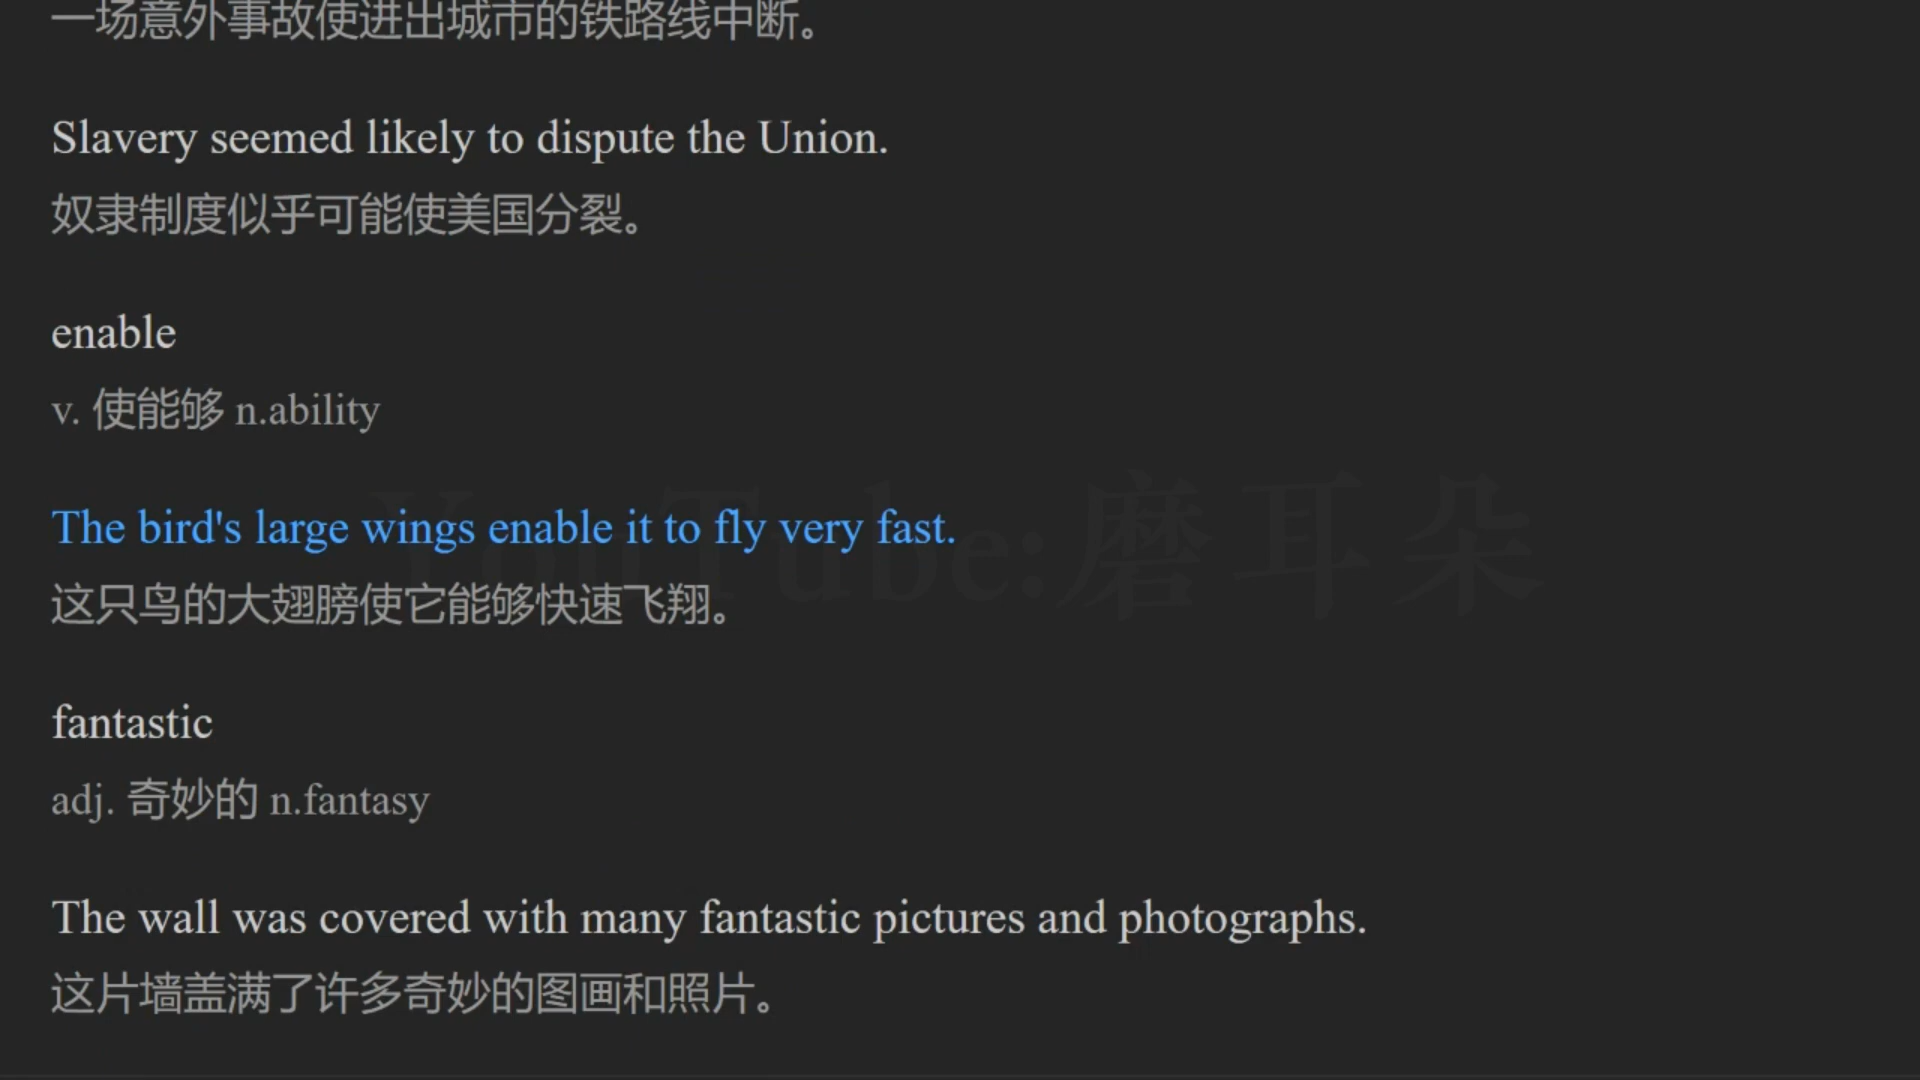 一场意外事故使进出城市的铁路线中断。
Slavery seemed likely to dispute the Union.
奴隶制度似乎可能使美国分裂。
enable
v. 使能够 n.ability
The bird's large wings enable it to fly very fast.
这只鸟的大翅膀使它能够快速飞翔。
YouTube:磨耳朵
fantastic
adj. 奇妙的 n.fantasy
The wall was covered with many fantastic pictures and photographs.
这片墙盖满了许多奇妙的图画和照片。